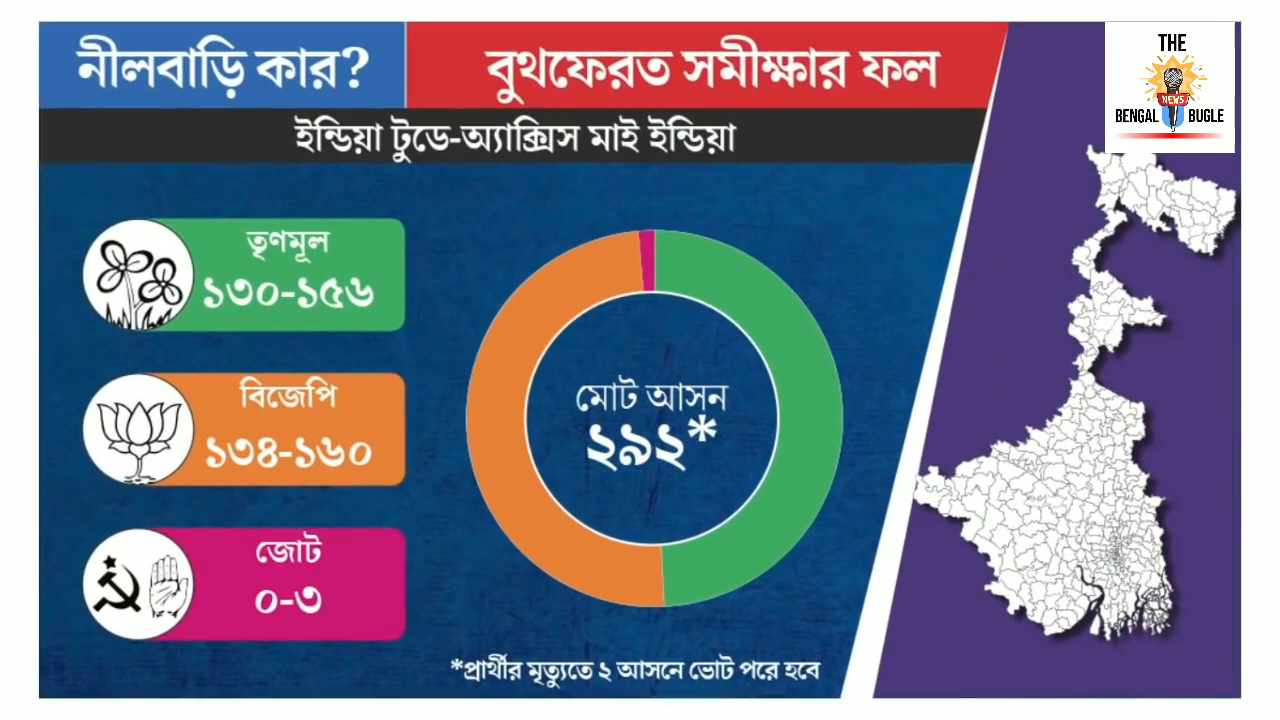 নীলবাড়ি কার?
বুথফেরত সমীক্ষার ফল
THE
NEWS
BENGAL BUGLE
ইন্ডিয়া টুডে-অ্যাক্সিস মাই ইন্ডিয়া
তৃণমূল
১৩০-১৫৬
বিজেপি
১৩৪-১৬০
জোট
০-৩
মোট আসন
২৯২*
*প্রার্থীর মৃত্যুতে ২ আসনে ভোট পরে হবে